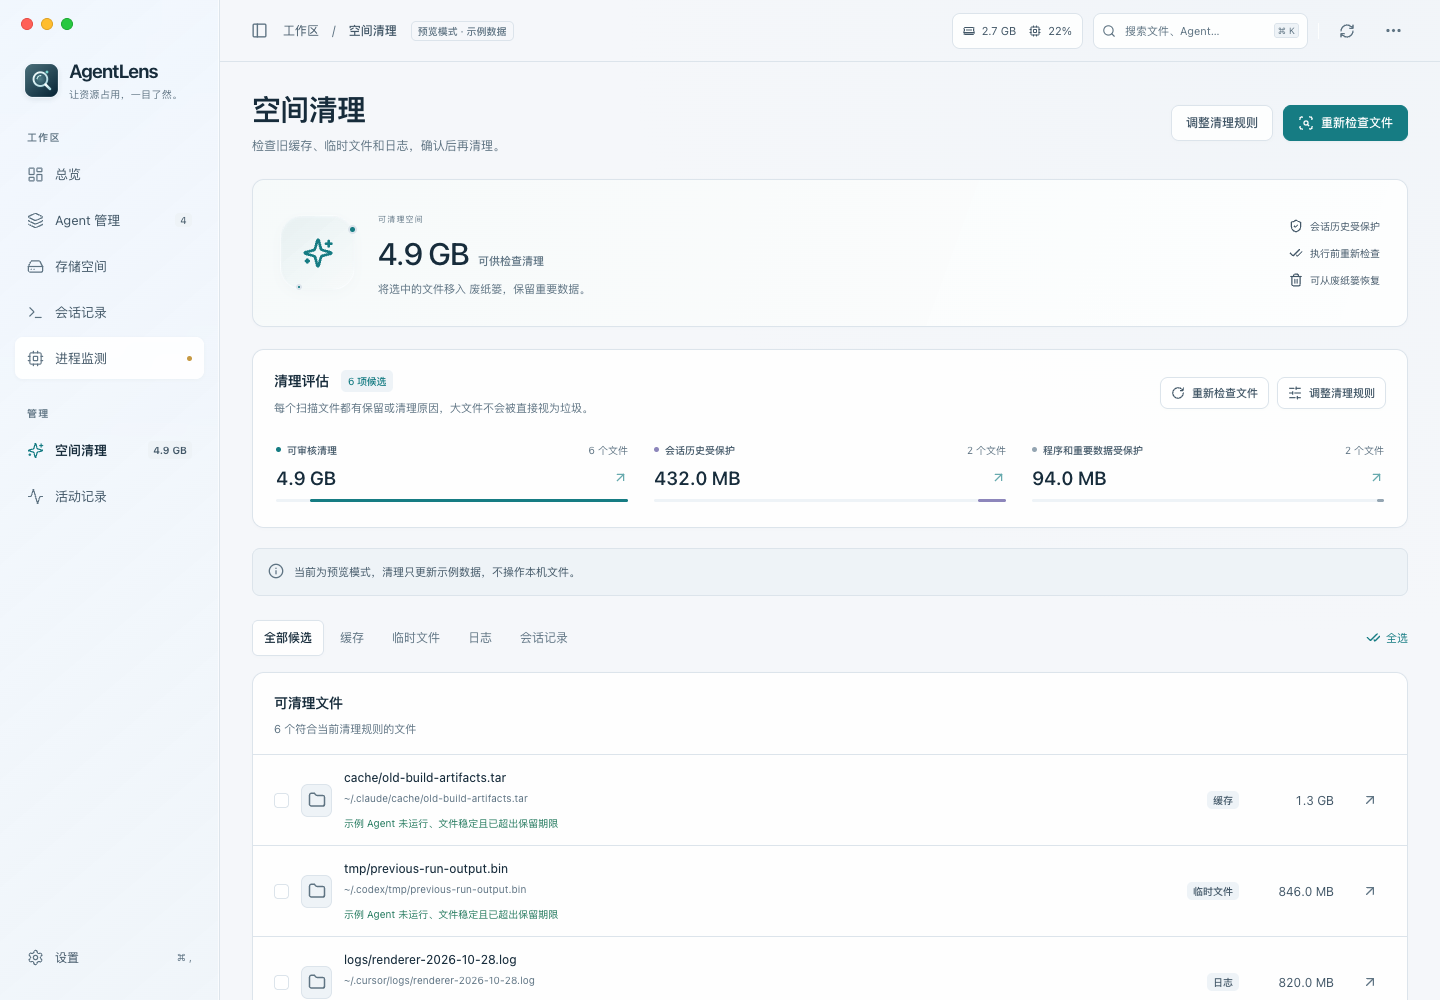 AgentLens
让资源占用，一目了然。
工作区
总览
Agent 管理 4
存储空间
会话记录
进程监测
管理
空间清理 4.9 GB
活动记录
设置 ⌘ ,
工作区 / 空间清理 预览模式 · 示例数据
2.7 GB 22% 搜索文件、Agent... ⌘ K
空间清理
检查旧缓存、临时文件和日志，确认后再清理。
调整清理规则 重新检查文件
可清理空间
4.9 GB 可供检查清理
将选中的文件移入 废纸篓，保留重要数据。
会话历史受保护
执行前重新检查
可从废纸篓恢复
清理评估 6 项候选
每个扫描文件都有保留或清理原因，大文件不会被直接视为垃圾。
重新检查文件 调整清理规则
可审核清理 6 个文件
4.9 GB
会话历史受保护 2 个文件
432.0 MB
程序和重要数据受保护 2 个文件
94.0 MB
当前为预览模式，清理只更新示例数据，不操作本机文件。
全部候选 缓存 临时文件 日志 会话记录 全选
可清理文件
6 个符合当前清理规则的文件
cache/old-build-artifacts.tar
~/.claude/cache/old-build-artifacts.tar
示例 Agent 未运行、文件稳定且已超出保留期限
缓存 1.3 GB
tmp/previous-run-output.bin
~/.codex/tmp/previous-run-output.bin
示例 Agent 未运行、文件稳定且已超出保留期限
临时文件 846.0 MB
logs/renderer-2026-10-28.log
~/.cursor/logs/renderer-2026-10-28.log
日志 820.0 MB